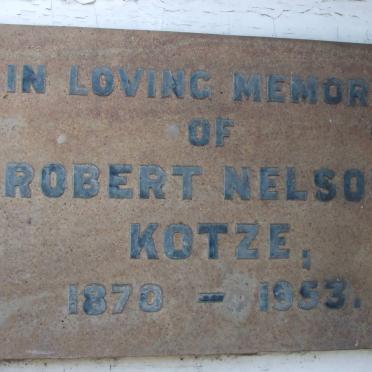 IN LOVING MEMOR
OF
ROBERT NELSO
KOTZE;
1870 — 1953.